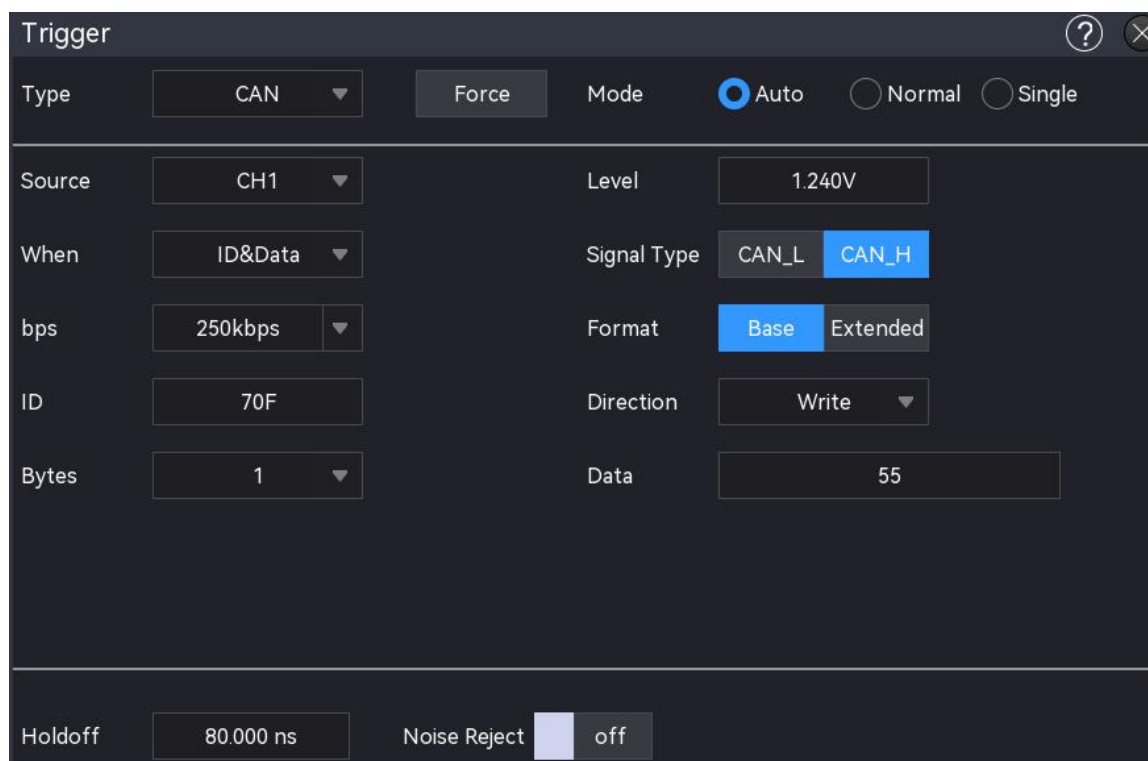 Trigger ?
Type CAN Force Mode Auto Normal Single
Source CH1 Level 1.240V
When ID&Data Signal Type CAN_L CAN_H
bps 250kbps Format Base Extended
ID 70F Direction Write
Bytes 1 Data 55
Holdoff 80.000 ns Noise Reject off